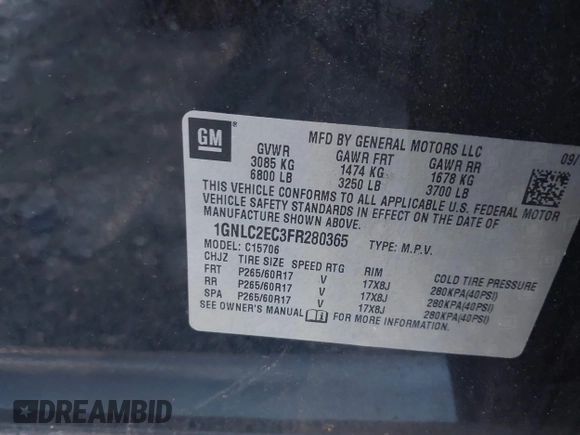 GM
MFD BY GENERAL MOTORS LLC 09/
GVWR GAWR FRT GAWR RR
3085 KG 1474 KG 1678 KG
6800 LB 3250 LB 3700 LB
THIS VEHICLE CONFORMS TO ALL APPLICABLE U.S. FEDERAL MOTOR
VEHICLE SAFETY STANDARDS IN EFFECT ON THE DATE OF
MANUFACTURE SHOWN ABOVE.
1GNLC2EC3FR280365 TYPE: M.P.V.
MODEL: C15706
CHJZ TIRE SIZE SPEED RTG RIM COLD TIRE PRESSURE
FRT P265/60R17 V 17X8J 280KPA(40PSI)
RR P265/60R17 V 17X8J 280KPA(40PSI)
SPA P265/60R17 V 17X8J 280KPA(40PSI)
SEE OWNER'S MANUAL FOR MORE INFORMATION.
DREAMBID